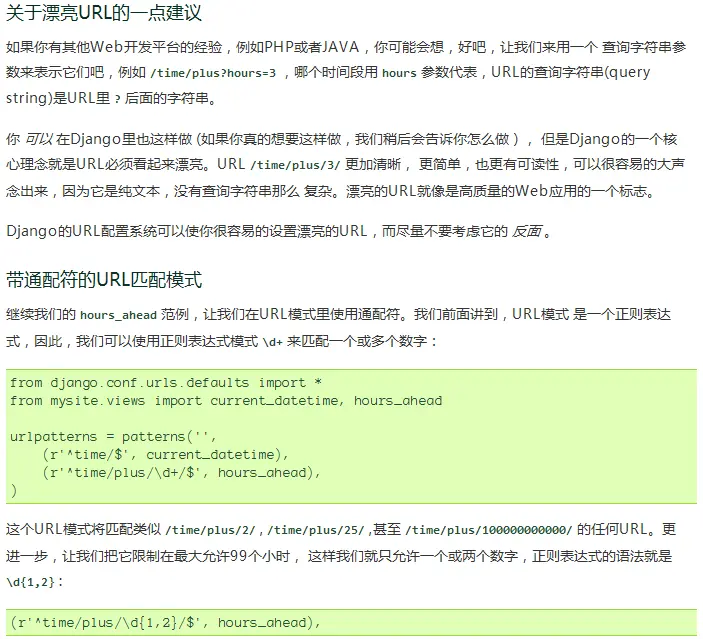 关于漂亮URL的一点建议
如果你有其他Web开发平台的经验，例如PHP或者JAVA，你可能会想，好吧，让我们来用一个 查询字符串参
数来表示它们吧，例如 /time/plus?hours=3 ，哪个时间段用 hours 参数代表，URL的查询字符串(query
string)是URL里 ? 后面的字符串。
你 可以 在Django里也这样做 (如果你真的想要这样做，我们稍后会告诉你怎么做 ) ， 但是Django的一个核
心理念就是URL必须看起来漂亮。URL /time/plus/3/ 更加清晰， 更简单，也更有可读性，可以很容易的大声
念出来，因为它是纯文本，没有查询字符串那么 复杂。漂亮的URL就像是高质量的Web应用的一个标志。
Django的URL配置系统可以使你很容易的设置漂亮的URL，而尽量不要考虑它的 反面 。
带通配符的URL匹配模式
继续我们的 hours_ahead 范例，让我们在URL模式里使用通配符。我们前面讲到，URL模式 是一个正则表达
式，因此，我们可以使用正则表达式模式 \d+ 来匹配一个或多个数字：
from django.conf.urls.defaults import *
from mysite.views import current_datetime, hours_ahead
urlpatterns = patterns('',
    (r'^time/$', current_datetime),
    (r'^time/plus/\d+/$', hours_ahead),
)
这个URL模式将匹配类似 /time/plus/2/ , /time/plus/25/ ,甚至 /time/plus/100000000000/ 的任何URL。更
进一步，让我们把它限制在最大允许99个小时， 这样我们就只允许一个或两个数字，正则表达式的语法就是
\d{1,2} ：
(r'^time/plus/\d{1,2}/$', hours_ahead),